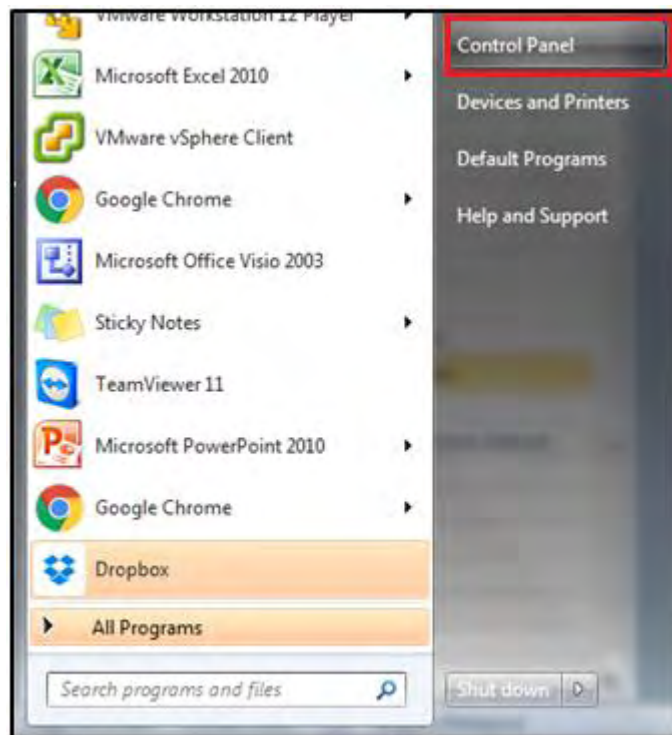 VMware Workstation 12 Player
Microsoft Excel 2010
VMware vSphere Client
Google Chrome
Microsoft Office Visio 2003
Sticky Notes
TeamViewer 11
Microsoft PowerPoint 2010
Google Chrome
Dropbox
All Programs
Search programs and files
Control Panel
Devices and Printers
Default Programs
Help and Support
Shut down